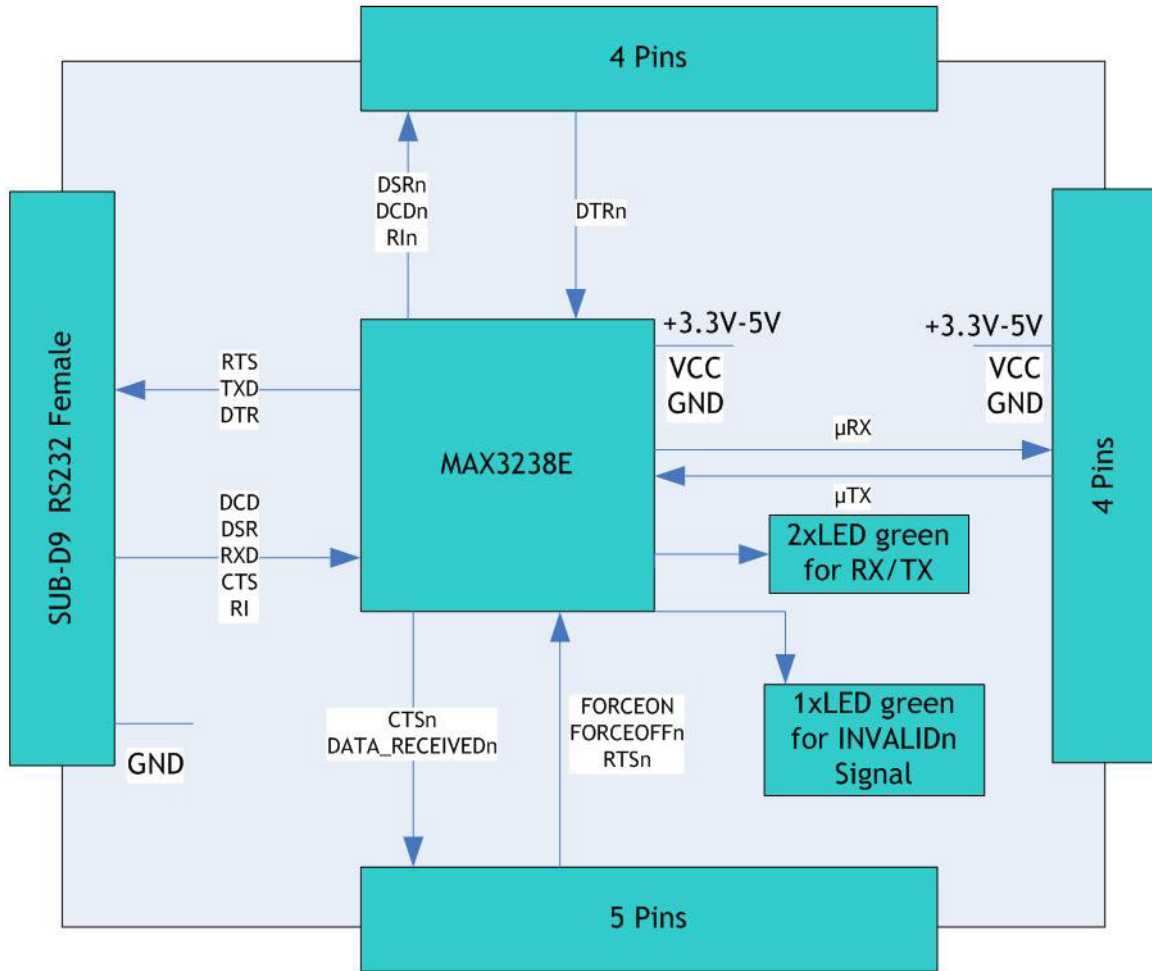 4 Pins
DSRn
DCDn
RIn
DTRn
+3.3V-5V
VCC
GND
+3.3V-5V
VCC
GND
SUB-D9 RS232 Female
RTS
TXD
DTR
MAX3238E
µRX
µTX
4 Pins
DCD
DSR
RXD
CTS
RI
2xLED green
for RX/TX
GND
CTSn
DATA_RECEIVEDn
FORCEON
FORCEOFFn
RTSn
1xLED green
for INVALIDn
Signal
5 Pins